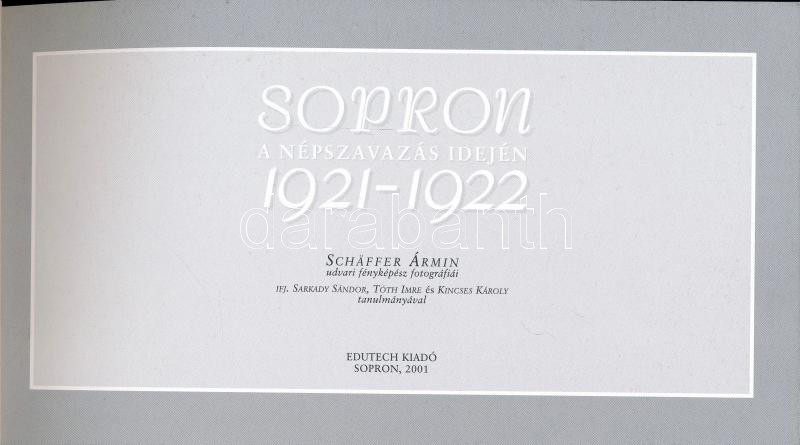 SOPRON
A NÉPSZAVAZÁS IDEJÉN
1921-1922
darabanth
SCHÄFFER ÁRMIN
udvari fényképész fotográfiái
IFJ. SARKADY SÁNDOR, TÓTH IMRE és KINCSES KÁROLY
tanulmányával
EDUTECH KIADÓ
SOPRON, 2001